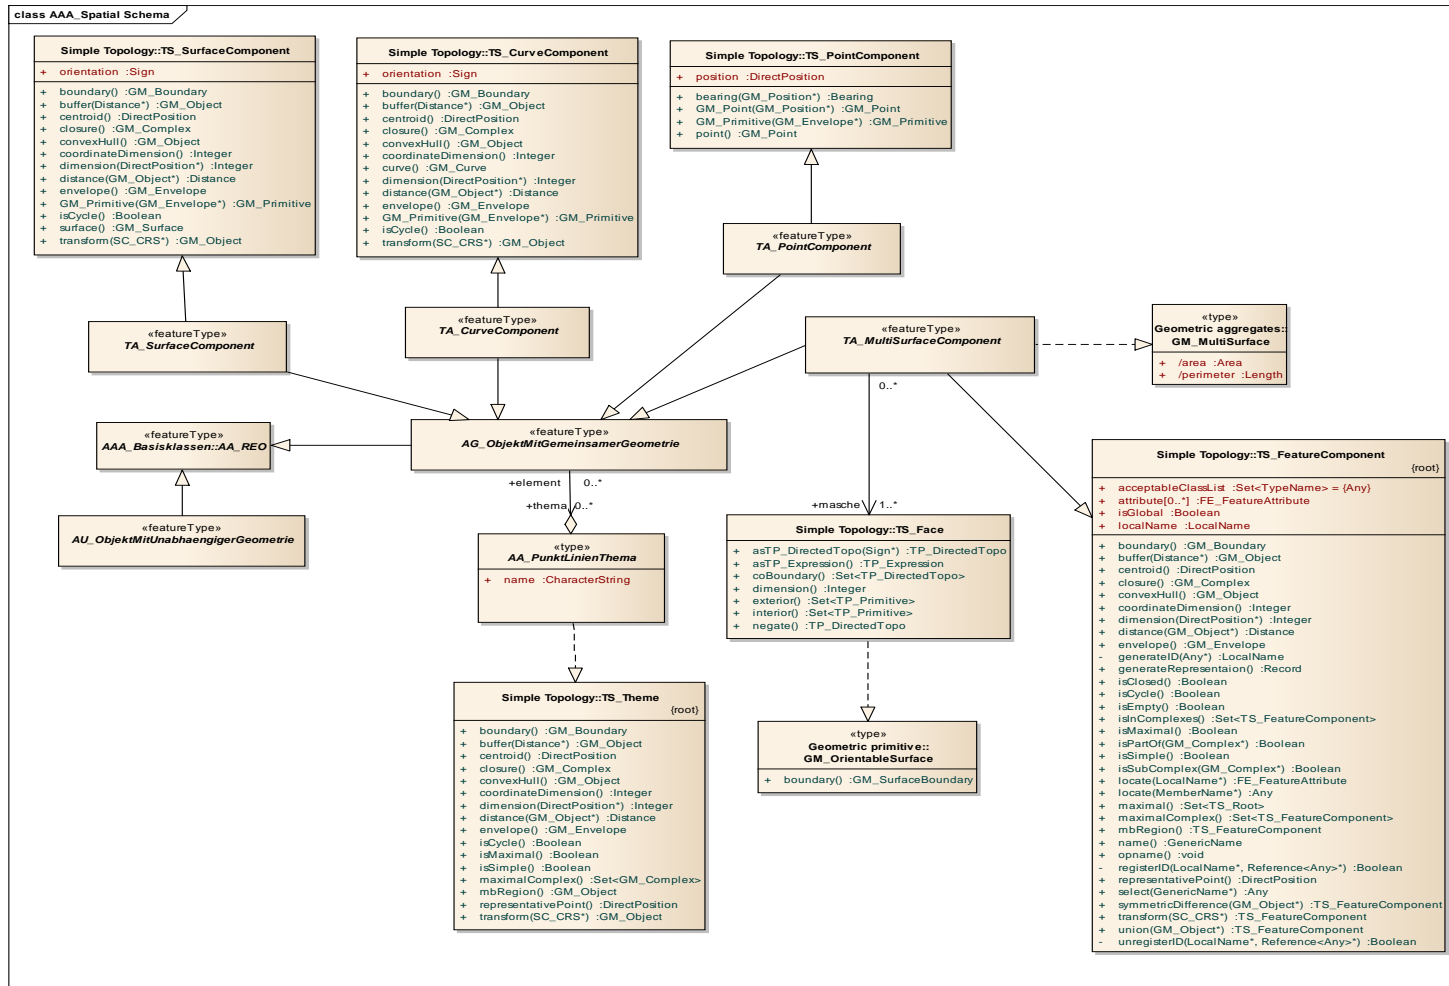 class AAA_Spatial Schema
Simple Topology::TS_SurfaceComponent
+ orientation :Sign
+ boundary() :GM_Boundary
+ buffer(Distance*) :GM_Object
+ centroid() :DirectPosition
+ closure() :GM_Complex
+ convexHull() :GM_Object
+ coordinateDimension() :Integer
+ dimension(DirectPosition*) :Integer
+ distance(GM_Object*) :Distance
+ envelope() :GM_Envelope
+ GM_Primitive(GM_Envelope*) :GM_Primitive
+ isCycle() :Boolean
+ surface() :GM_Surface
+ transform(SC_CRS*) :GM_Object
Simple Topology::TS_CurveComponent
+ orientation :Sign
+ boundary() :GM_Boundary
+ buffer(Distance*) :GM_Object
+ centroid() :DirectPosition
+ closure() :GM_Complex
+ convexHull() :GM_Object
+ coordinateDimension() :Integer
+ curve() :GM_Curve
+ dimension(DirectPosition*) :Integer
+ distance(GM_Object*) :Distance
+ envelope() :GM_Envelope
+ GM_Primitive(GM_Envelope*) :GM_Primitive
+ isCycle() :Boolean
+ transform(SC_CRS*) :GM_Object
Simple Topology::TS_PointComponent
+ position :DirectPosition
+ bearing(GM_Position*) :Bearing
+ GM_Point(GM_Position*) :GM_Point
+ GM_Primitive(GM_Envelope*) :GM_Primitive
+ point() :GM_Point
«featureType»
TA_PointComponent
«featureType»
TA_SurfaceComponent
«featureType»
TA_CurveComponent
«featureType»
TA_MultiSurfaceComponent
«type»
Geometric aggregates::
GM_MultiSurface
+ /area :Area
+ /perimeter :Length
0..*
«featureType»
AAA_Basisklassen::AA_REO
«featureType»
AG_ObjektMitGemeinsamerGeometrie
+element 0..*
+thema 0..*
+masche 1..*
«featureType»
AU_ObjektMitUnabhaengigerGeometrie
«type»
AA_PunktLinienThema
+ name :CharacterString
Simple Topology::TS_Face
+ asTP_DirectedTopo(Sign*) :TP_DirectedTopo
+ asTP_Expression() :TP_Expression
+ coBoundary() :Set<TP_DirectedTopo>
+ dimension() :Integer
+ exterior() :Set<TP_Primitive>
+ interior() :Set<TP_Primitive>
+ negate() :TP_DirectedTopo
Simple Topology::TS_Theme
{root}
+ boundary() :GM_Boundary
+ buffer(Distance*) :GM_Object
+ centroid() :DirectPosition
+ closure() :GM_Complex
+ convexHull() :GM_Object
+ coordinateDimension() :Integer
+ dimension(DirectPosition*) :Integer
+ distance(GM_Object*) :Distance
+ envelope() :GM_Envelope
+ isCycle() :Boolean
+ isMaximal() :Boolean
+ isSimple() :Boolean
+ maximalComplex() :Set<GM_Complex>
+ mbRegion() :GM_Object
+ representativePoint() :DirectPosition
+ transform(SC_CRS*) :GM_Object
«type»
Geometric primitive::
GM_OrientableSurface
+ boundary() :GM_SurfaceBoundary
Simple Topology::TS_FeatureComponent
{root}
+ acceptableClassList :Set<TypeName> = {Any}
+ attribute[0..*] :FE_FeatureAttribute
+ isGlobal :Boolean
+ localName :LocalName
+ boundary() :GM_Boundary
+ buffer(Distance*) :GM_Object
+ centroid() :DirectPosition
+ closure() :GM_Complex
+ convexHull() :GM_Object
+ coordinateDimension() :Integer
+ dimension(DirectPosition*) :Integer
+ distance(GM_Object*) :Distance
+ envelope() :GM_Envelope
- generateID(Any*) :LocalName
+ generateRepresentaion() :Record
+ isClosed() :Boolean
+ isCycle() :Boolean
+ isEmpty() :Boolean
+ isInComplexes() :Set<TS_FeatureComponent>
+ isMaximal() :Boolean
+ isPartOf(GM_Complex*) :Boolean
+ isSimple() :Boolean
+ isSubComplex(GM_Complex*) :Boolean
+ locate(LocalName*) :FE_FeatureAttribute
+ locate(MemberName*) :Any
+ maximal() :Set<TS_Root>
+ maximalComplex() :Set<TS_FeatureComponent>
+ mbRegion() :TS_FeatureComponent
+ name() :GenericName
+ opname() :void
- registerID(LocalName*, Reference<Any>*) :Boolean
+ representativePoint() :DirectPosition
+ select(GenericName*) :Any
+ symmetricDifference(GM_Object*) :TS_FeatureComponent
+ transform(SC_CRS*) :TS_FeatureComponent
+ union(GM_Object*) :TS_FeatureComponent
- unregisterID(LocalName*, Reference<Any>*) :Boolean